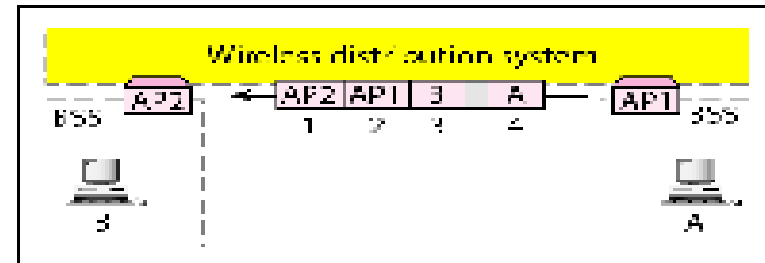 Wireless distribution system
AP2 AP2 AP1 B A AP1
BSS 1 2 3 4 BSS
B A